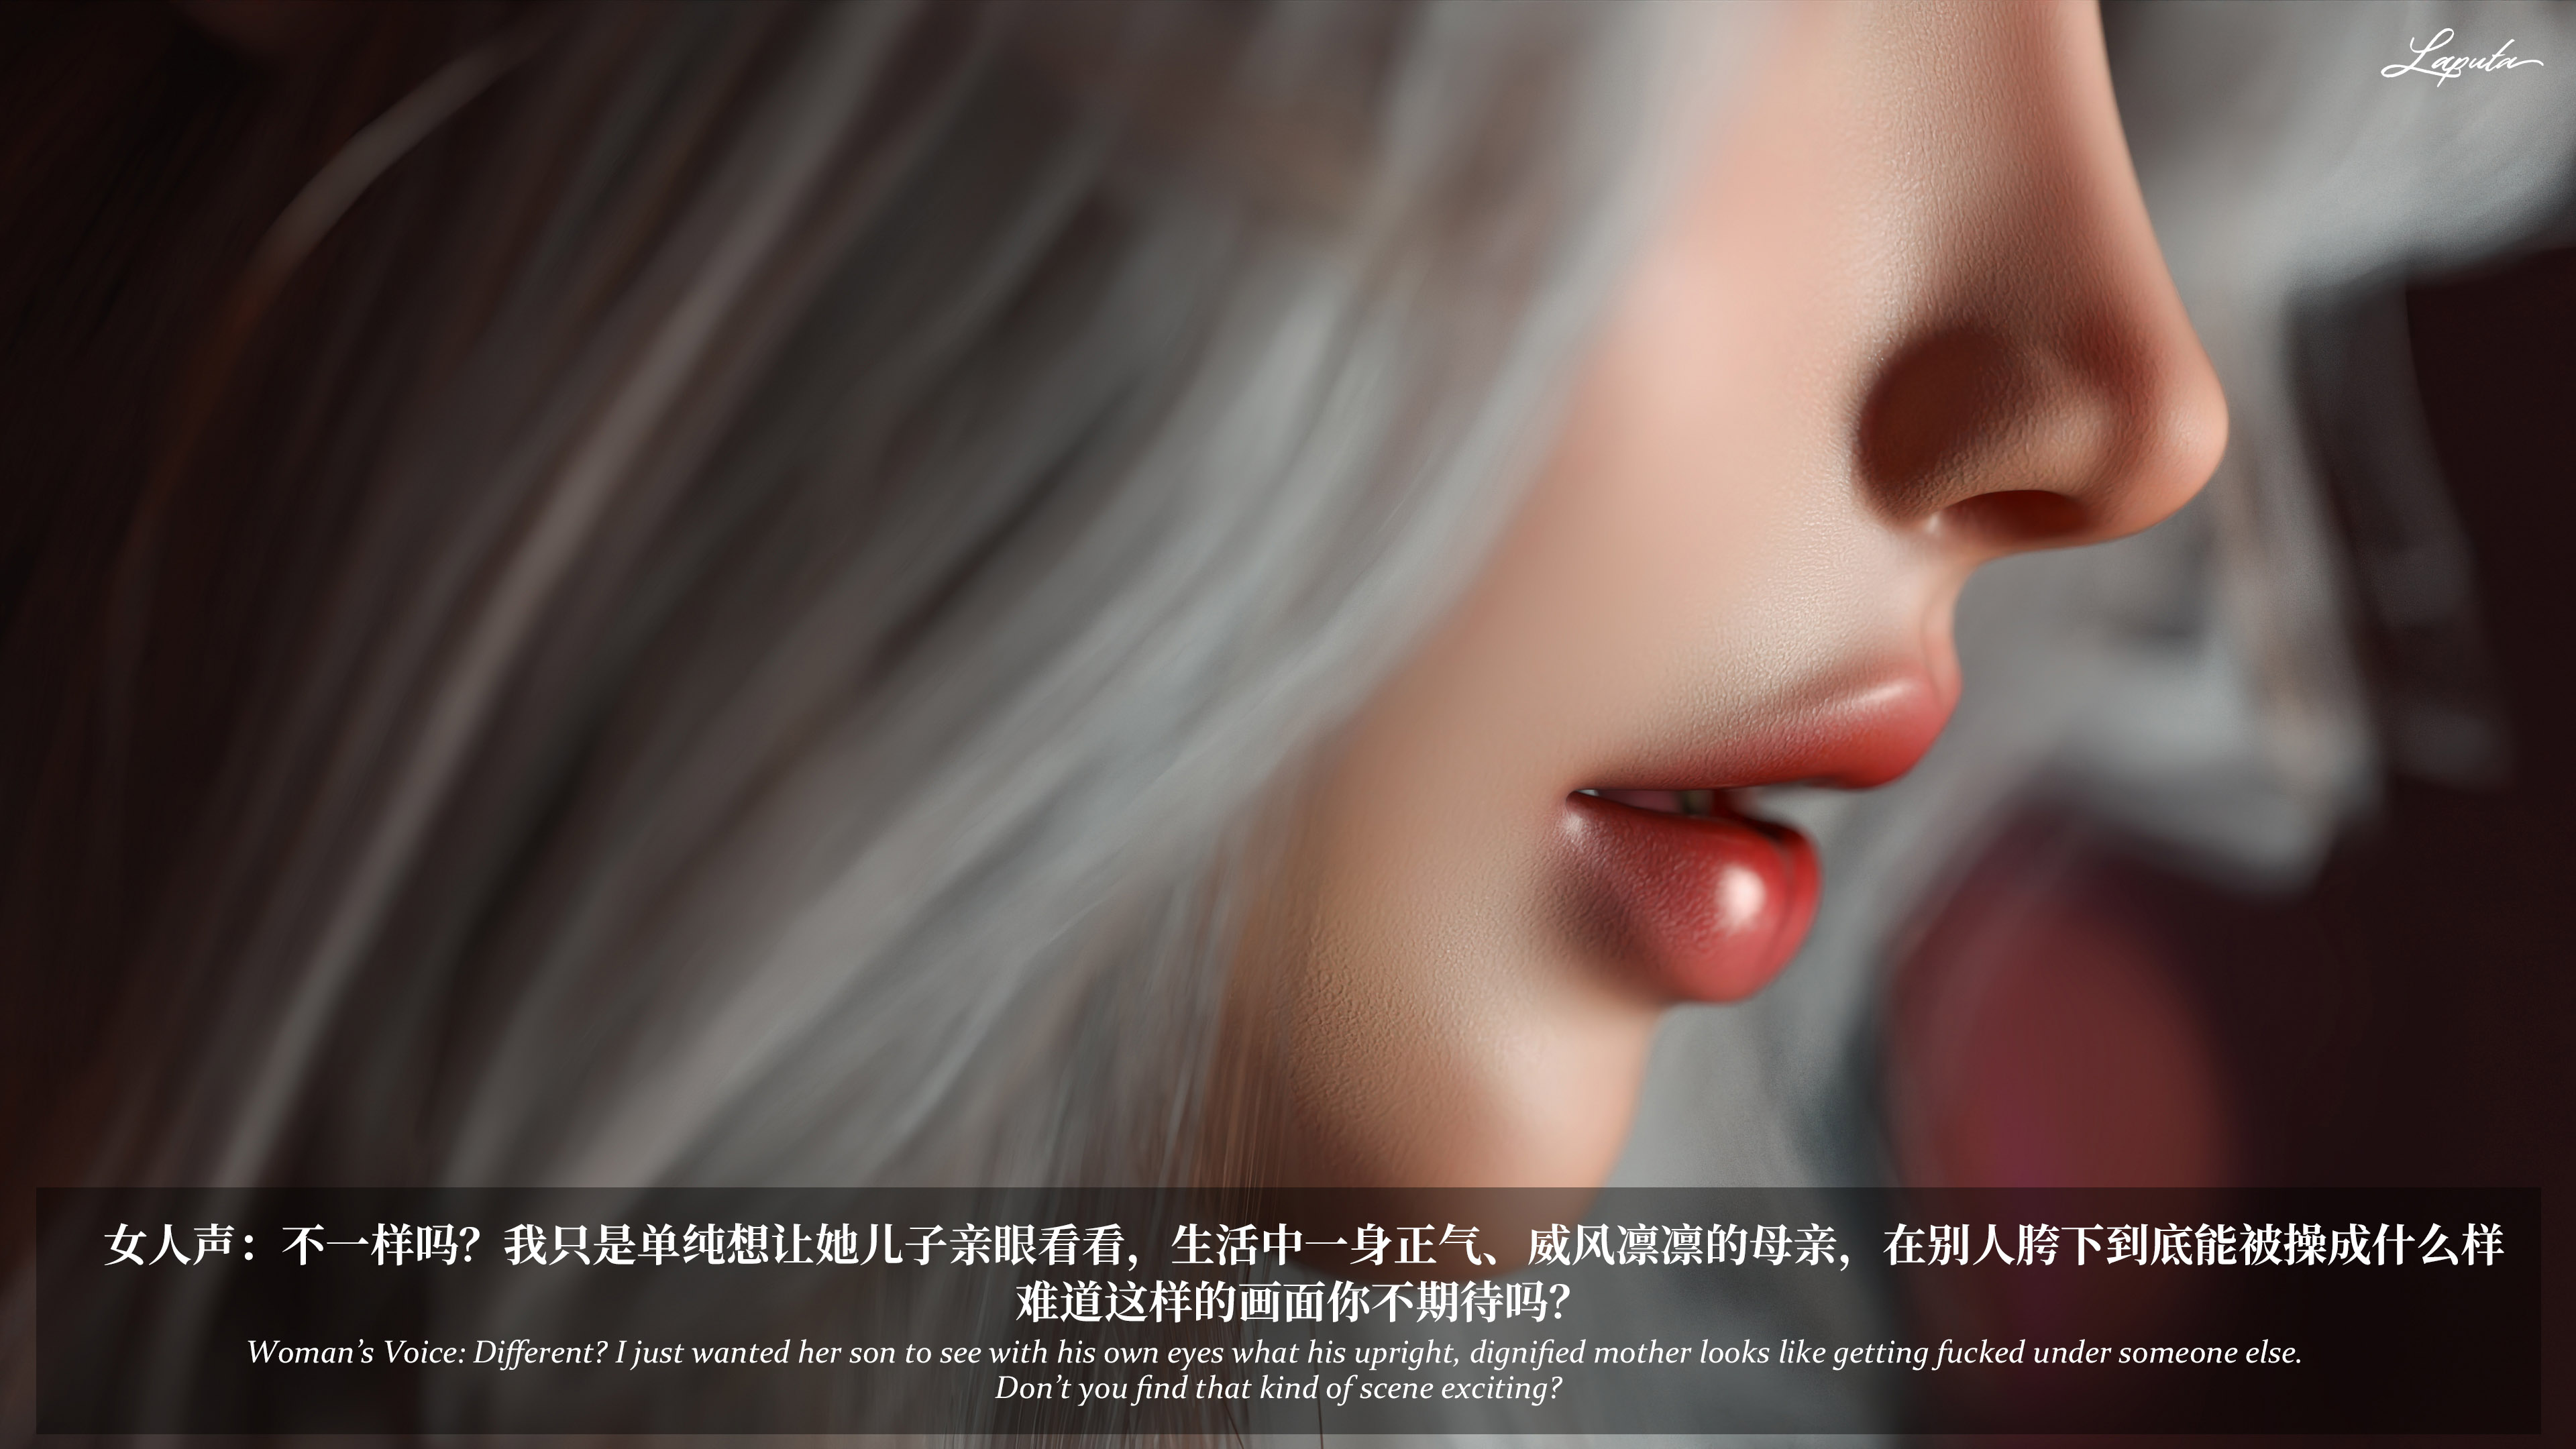 Laputa
女人声：不一样吗？我只是单纯想让她儿子亲眼看看，生活中一身正气、威风凛凛的母亲，在别人胯下到底能被操成什么样
难道这样的画面你不期待吗？
Woman’s Voice: Different? I just wanted her son to see with his own eyes what his upright, dignified mother looks like getting fucked under someone else.
Don’t you find that kind of scene exciting?